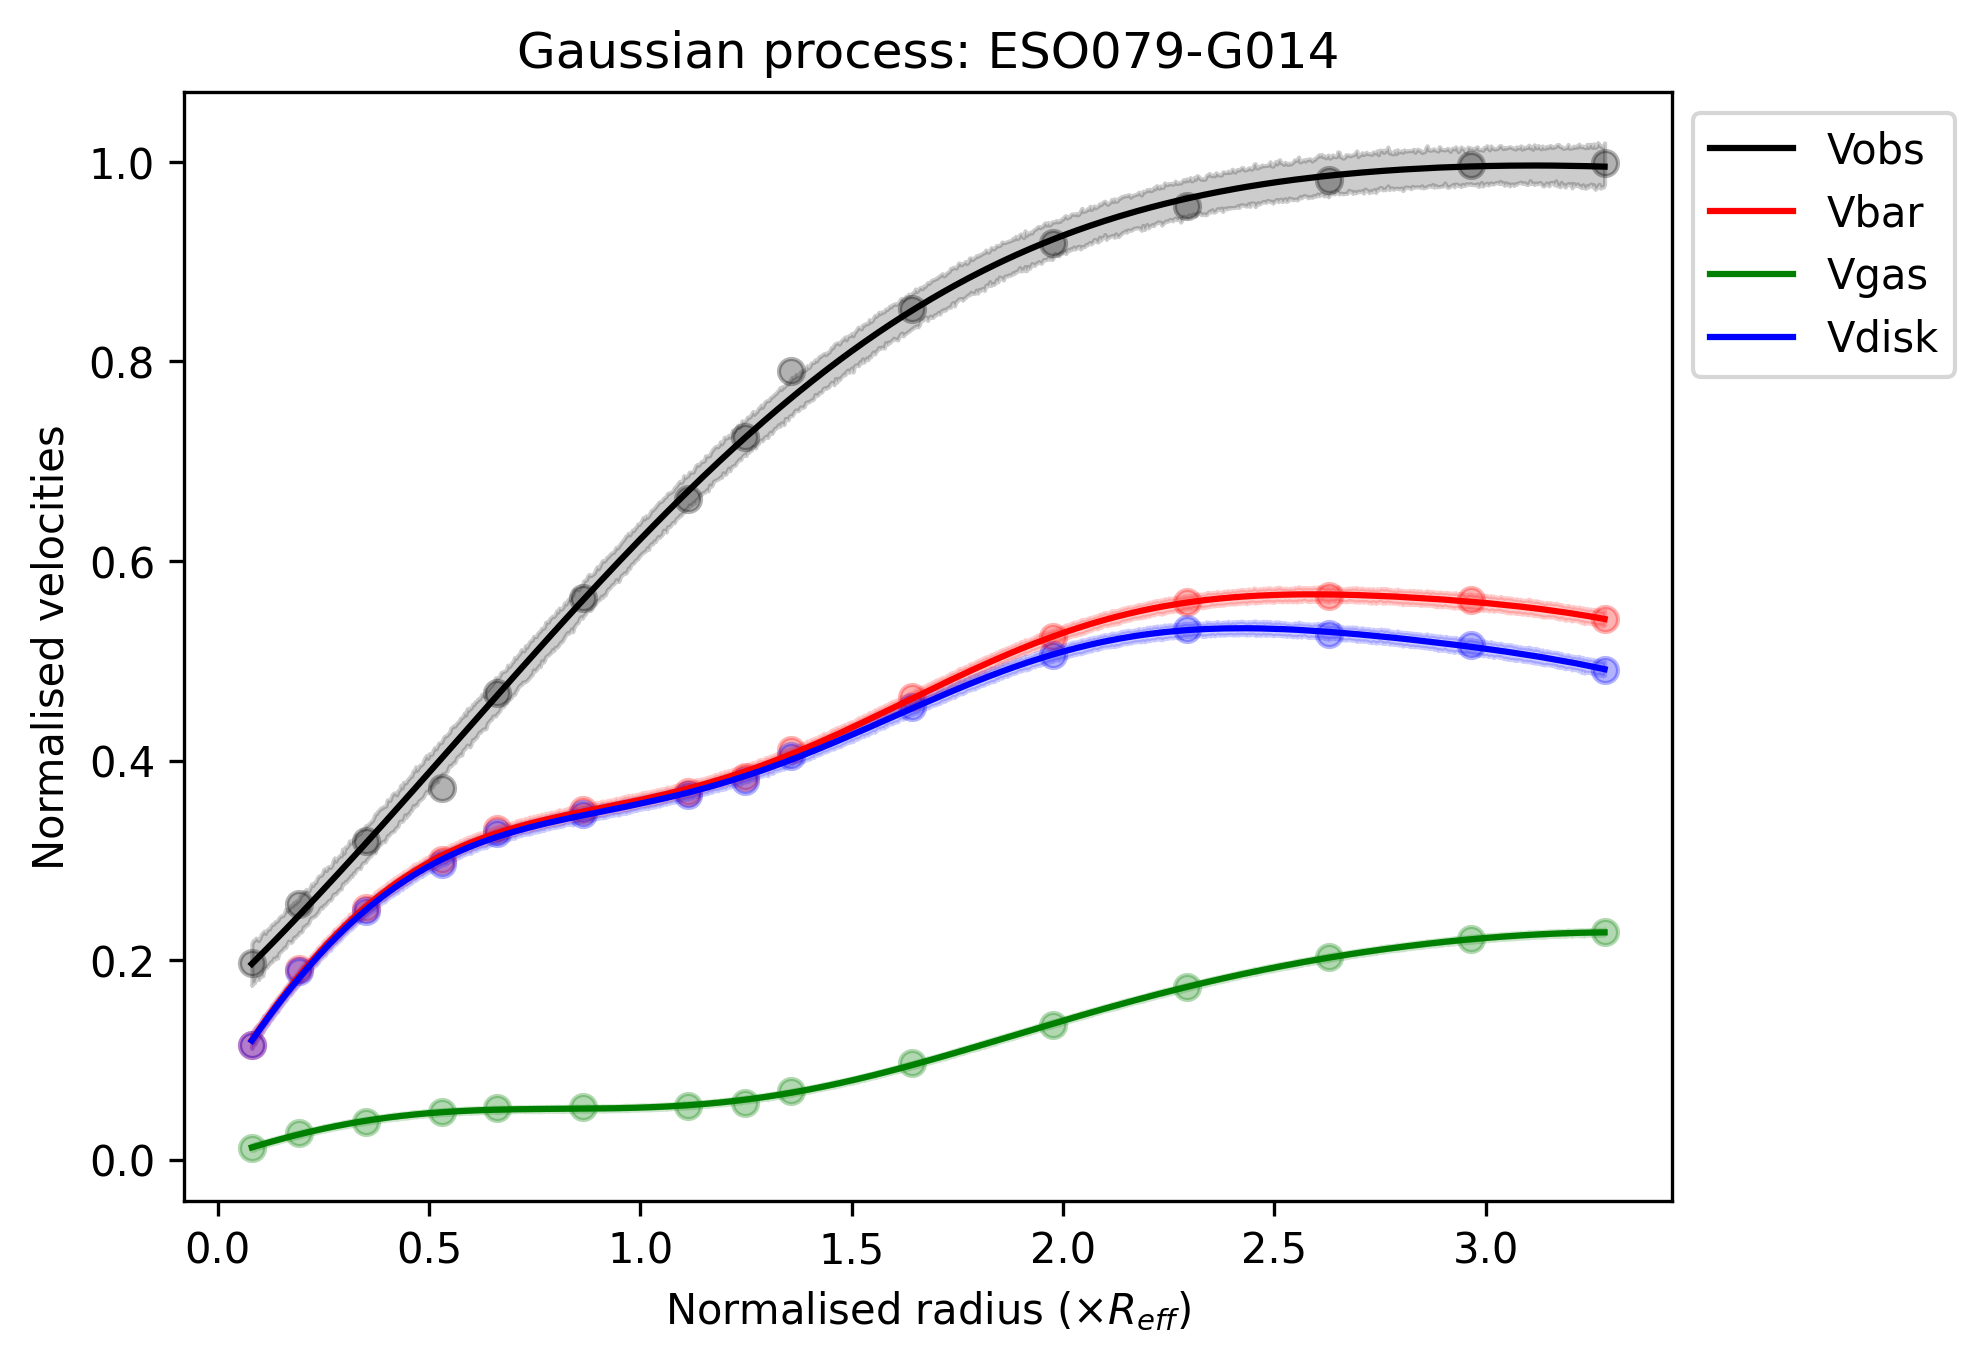 Gaussian process: ESO079-G014
Vobs
Vbar
Vgas
Vdisk
Normalised velocities
1.0
0.8
0.6
0.4
0.2
0.0
0.0 0.5 1.0 1.5 2.0 2.5 3.0
Normalised radius (×R_eff)